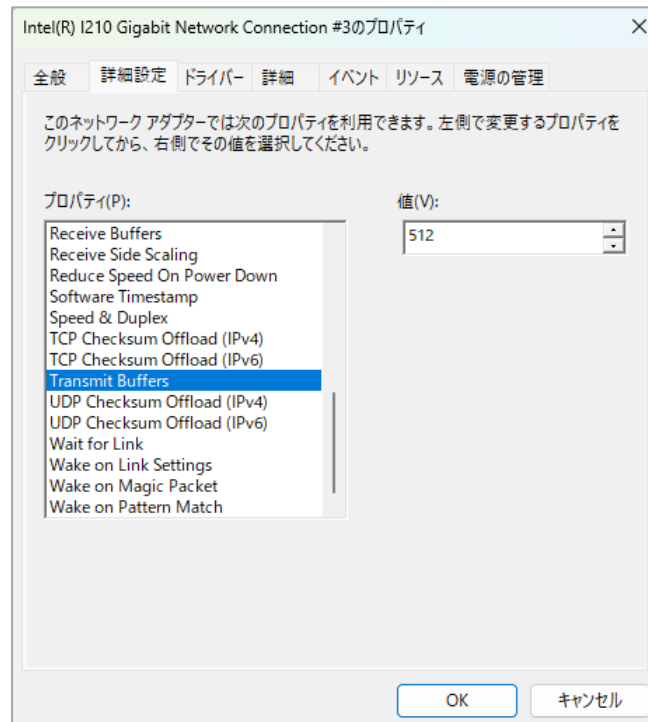 Intel(R) I210 Gigabit Network Connection #3のプロパティ
全般 詳細設定 ドライバー 詳細 イベント リソース 電源の管理
このネットワーク アダプターでは次のプロパティを利用できます。左側で変更するプロパティを
クリックしてから、右側でその値を選択してください。
プロパティ(P):
値(V):
512
Receive Buffers
Receive Side Scaling
Reduce Speed On Power Down
Software Timestamp
Speed & Duplex
TCP Checksum Offload (IPv4)
TCP Checksum Offload (IPv6)
Transmit Buffers
UDP Checksum Offload (IPv4)
UDP Checksum Offload (IPv6)
Wait for Link
Wake on Link Settings
Wake on Magic Packet
Wake on Pattern Match
OK キャンセル